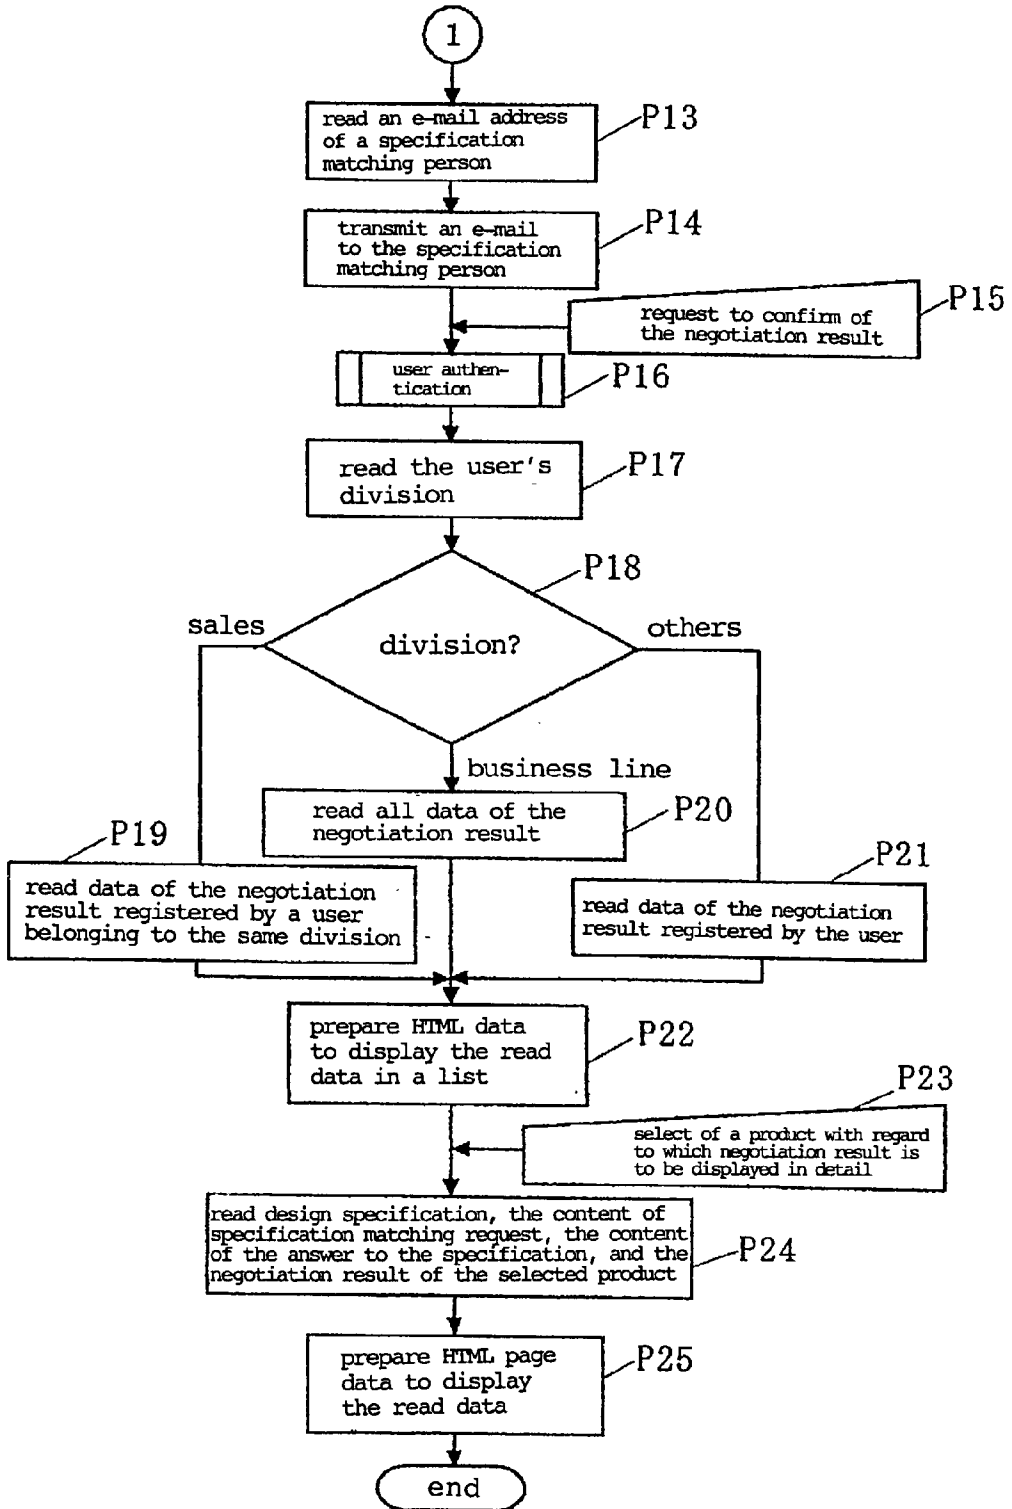 1
read an e-mail address
of a specification
matching person
P13
transmit an e-mail
to the specification
matching person
P14
request to confirm of
the negotiation result
P15
user authen-
tication
P16
read the user's
division
P17
P18
division?
sales
others
business line
read all data of the
negotiation result
P20
P19
read data of the negotiation
result registered by a user
belonging to the same division
P21
read data of the negotiation
result registered by the user
prepare HTML data
to display the read
data in a list
P22
P23
select of a product with regard
to which negotiation result is
to be displayed in detail
read design specification, the content of
specification matching request, the content
of the answer to the specification, and the
negotiation result of the selected product
P24
prepare HTML page
data to display
the read data
P25
end